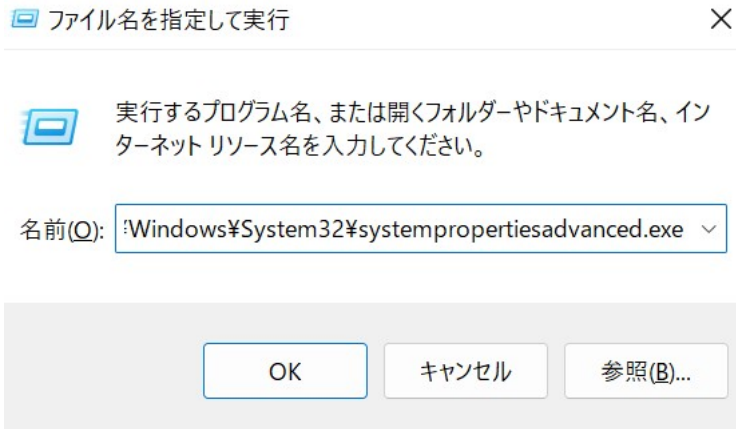 ファイル名を指定して実行
実行するプログラム名、または開くフォルダーやドキュメント名、イン
ターネット リソース名を入力してください。
名前(O): ¥Windows¥System32¥systempropertiesadvanced.exe
OK キャンセル 参照(B)...